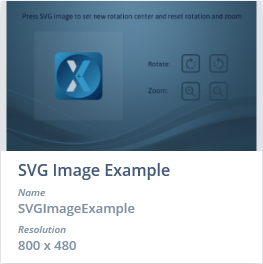 Press SVG image to set new rotation center and reset rotation and zoom
Rotate:
Zoom:
SVG Image Example
Name
SVGImageExample
Resolution
800 x 480